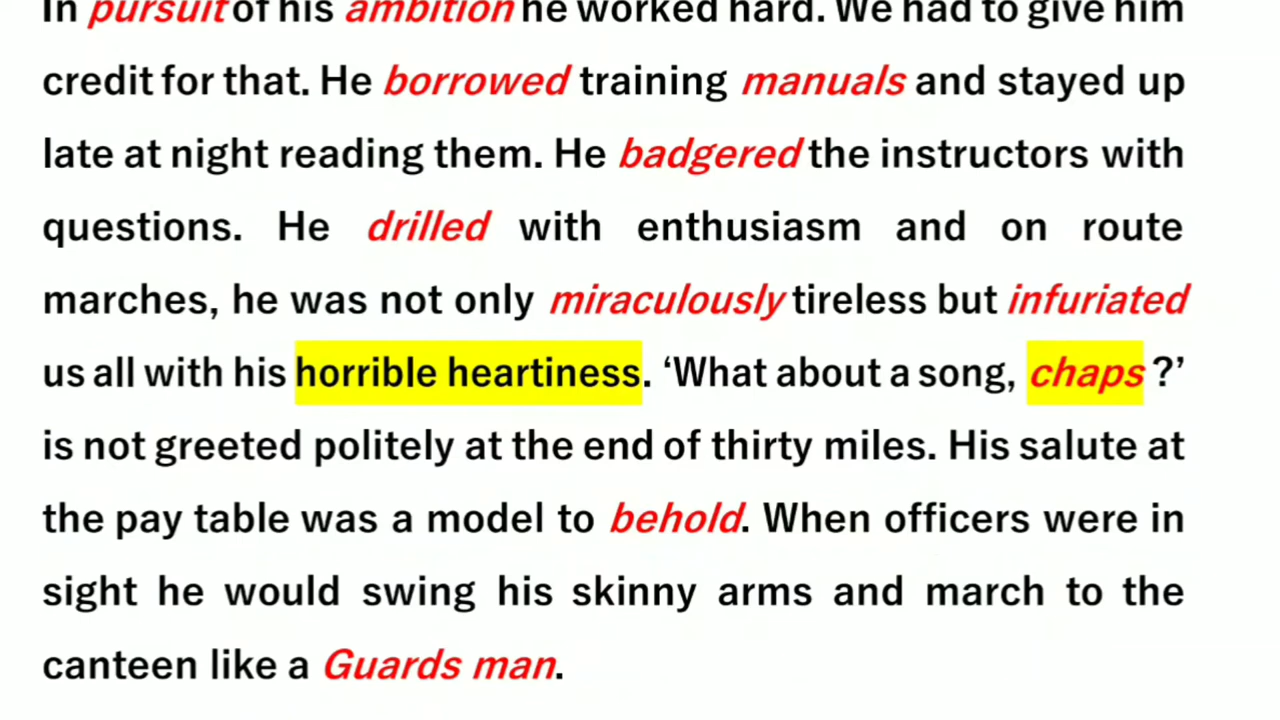 In pursuit of his ambition he worked hard. We had to give him
credit for that. He borrowed training manuals and stayed up
late at night reading them. He badgered the instructors with
questions. He drilled with enthusiasm and on route
marches, he was not only miraculously tireless but infuriated
us all with his horrible heartiness. ‘What about a song, chaps ?’
is not greeted politely at the end of thirty miles. His salute at
the pay table was a model to behold. When officers were in
sight he would swing his skinny arms and march to the
canteen like a Guards man.